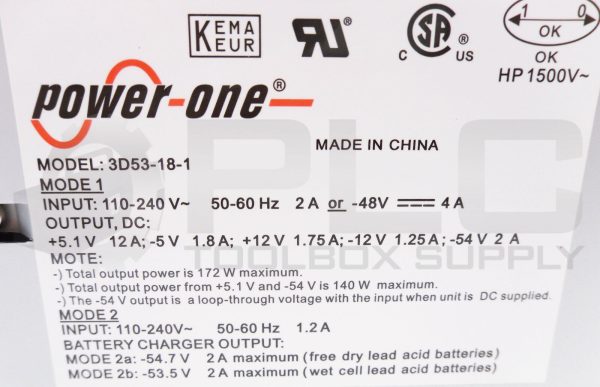 KEMA
KEUR
RU
®
CSA
®
C US
1 0
OK
OK
HP 1500V~
power-one®
MADE IN CHINA
MODEL: 3D53-18-1
MODE 1
INPUT: 110-240 V~ 50-60 Hz 2 A or -48V ⎓ 4 A
OUTPUT, DC:
+5.1 V 12 A; -5 V 1.8 A; +12 V 1.75 A; -12 V 1.25 A; -54 V 2 A
MOTE:
-) Total output power is 172 W maximum.
-) Total output power from +5.1 V and -54 V is 140 W maximum.
-) The -54 V output is a loop-through voltage with the input when unit is DC supplied.
MODE 2
INPUT: 110-240V~ 50-60 Hz 1.2 A
BATTERY CHARGER OUTPUT:
MODE 2a: -54.7 V 2 A maximum (free dry lead acid batteries)
MODE 2b: -53.5 V 2 A maximum (wet cell lead acid batteries)
PLC
TOOLBOX SUPPLY